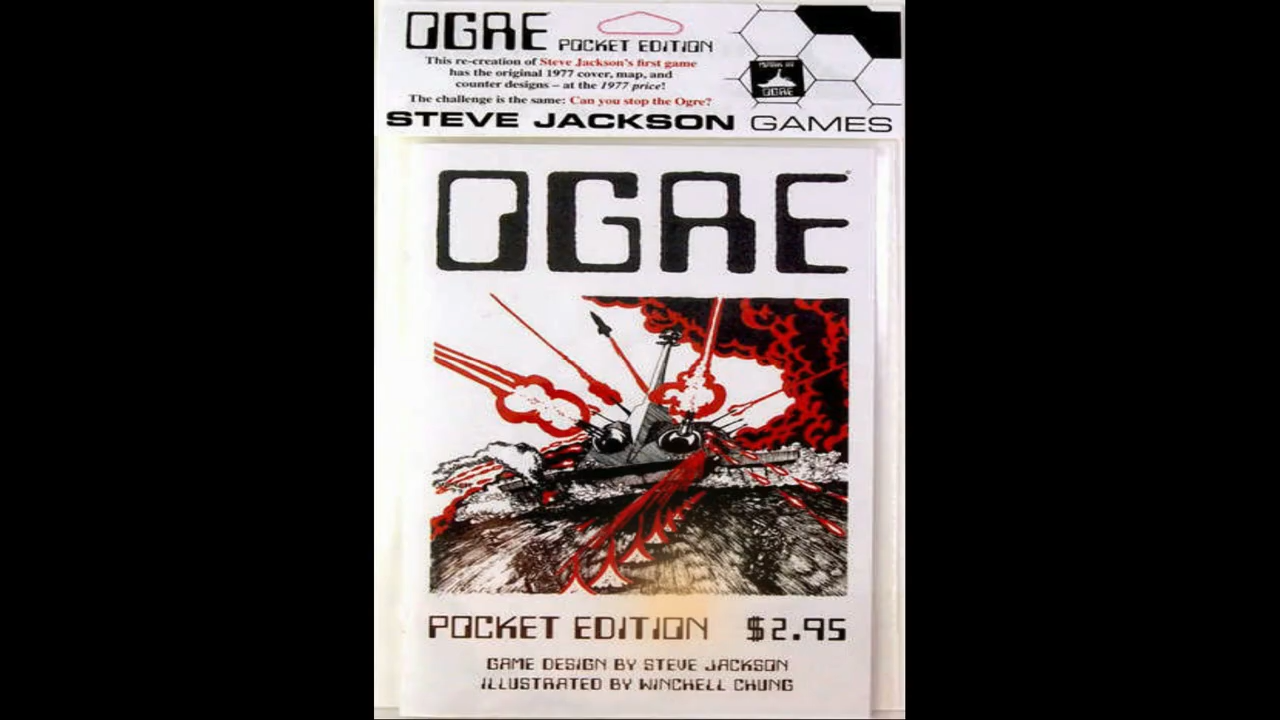 OGRE POCKET EDITION
This re-creation of Steve Jackson's first game
has the original 1977 cover, map, and
counter designs – at the 1977 price!
The challenge is the same: Can you stop the Ogre?
OGRE
STEVE JACKSON GAMES
OGRE
POCKET EDITION $2.95
GAME DESIGN BY STEVE JACKSON
ILLUSTRATED BY WINCHELL CHUNG